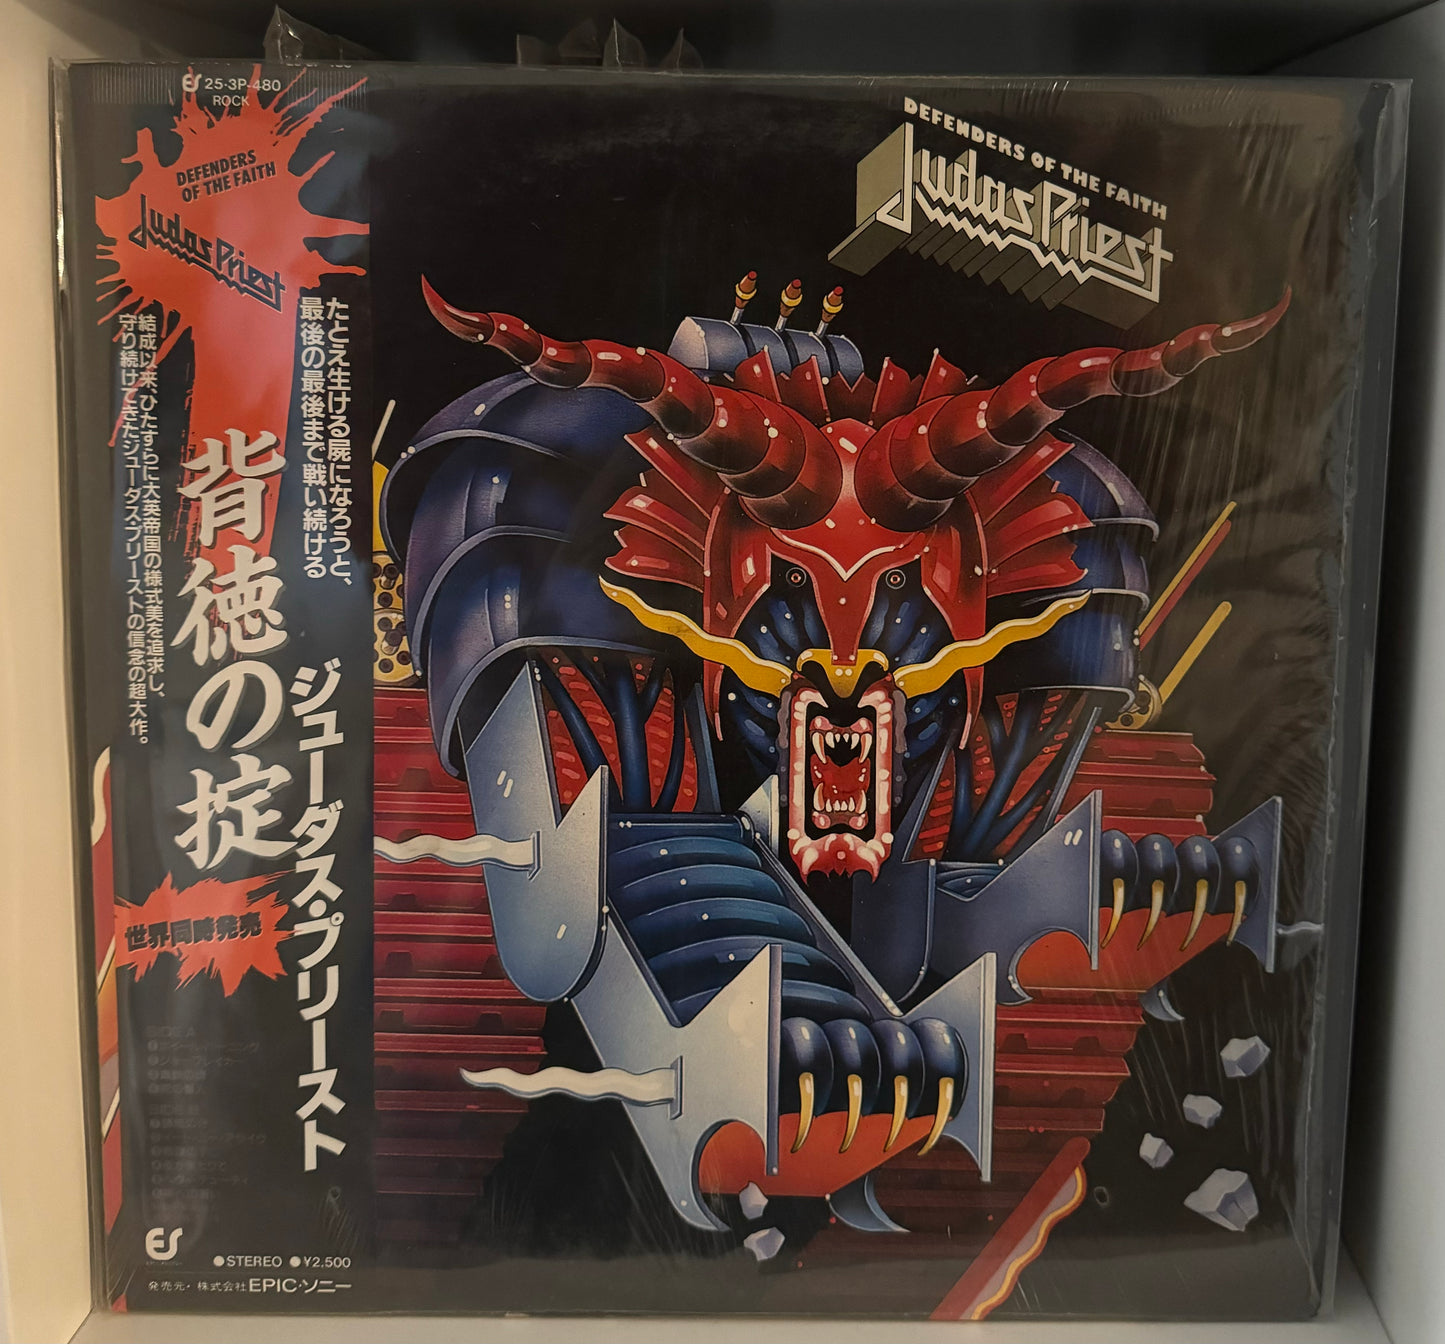 ES 25·3P-480
ROCK
DEFENDERS
OF THE FAITH
Judas Priest
たとえ生ける屍になろうと、
最後の最後まで戦い続ける
結成以来、ひたすらに大英帝国の様式美を追求し、
守り続けてきたジューダス・プリーストの信念の超大作。
背徳の掟
ジューダス・プリースト
世界同時発売
SIDE A
ES
●STEREO ●¥2,500
発売元・株式会社EPIC・ソニー
DEFENDERS OF THE FAITH
Judas Priest